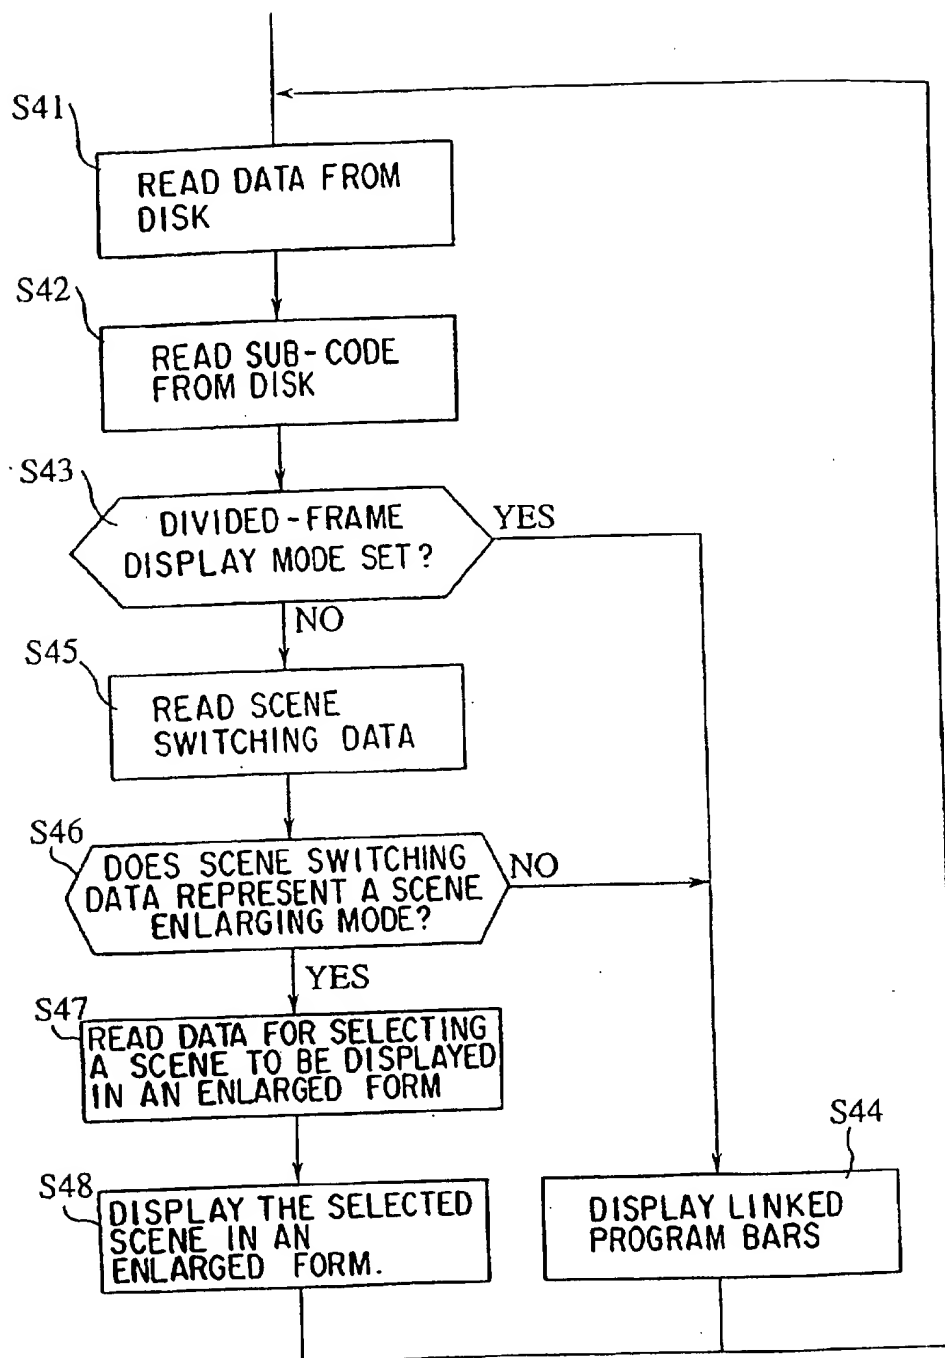 S41
READ DATA FROM
DISK
S42
READ SUB-CODE
FROM DISK
S43
DIVIDED-FRAME
DISPLAY MODE SET?
YES
NO
S45
READ SCENE
SWITCHING DATA
S46
DOES SCENE SWITCHING
DATA REPRESENT A SCENE
ENLARGING MODE?
NO
YES
S47
READ DATA FOR SELECTING
A SCENE TO BE DISPLAYED
IN AN ENLARGED FORM
S48
DISPLAY THE SELECTED
SCENE IN AN
ENLARGED FORM.
S44
DISPLAY LINKED
PROGRAM BARS